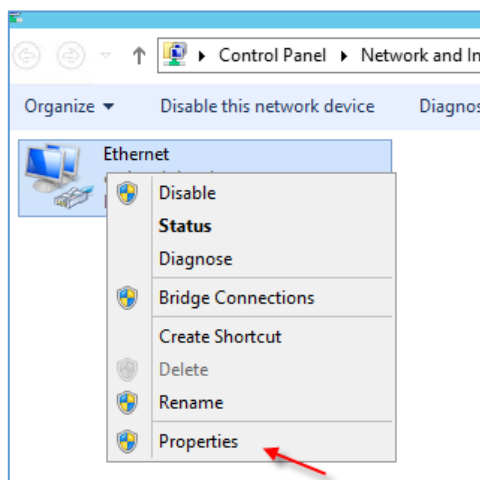 Control Panel Network and In
Organize Disable this network device Diagnos
Ethernet
Disable
Status
Diagnose
Bridge Connections
Create Shortcut
Delete
Rename
Properties